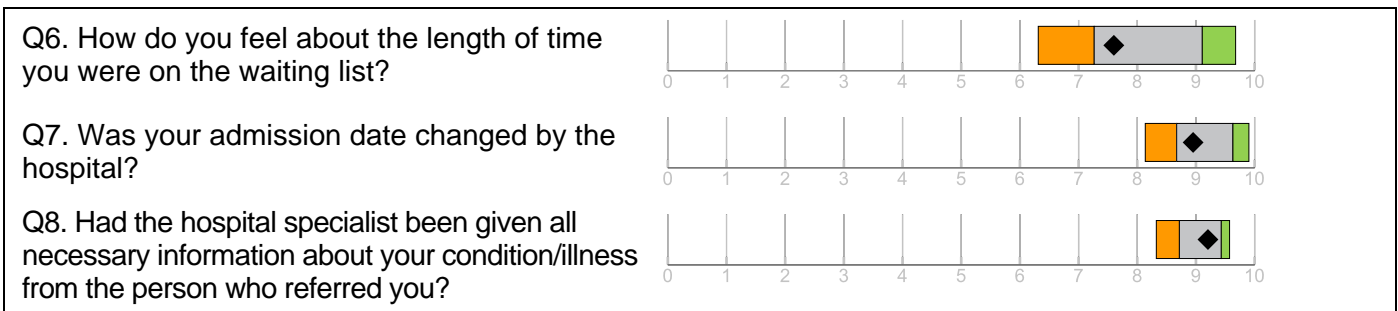 Q6. How do you feel about the length of time
you were on the waiting list?
0 1 2 3 4 5 6 7 8 9 10
Q7. Was your admission date changed by the
hospital?
0 1 2 3 4 5 6 7 8 9 10
Q8. Had the hospital specialist been given all
necessary information about your condition/illness
from the person who referred you?
0 1 2 3 4 5 6 7 8 9 10